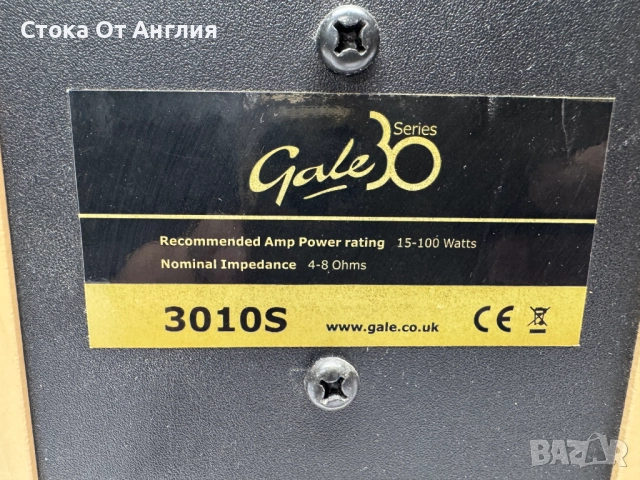 Стока От Англия
Gale 30 Series
Recommended Amp Power rating 15-100 Watts
Nominal Impedance 4-8 Ohms
3010S www.gale.co.uk CE
BAZAR